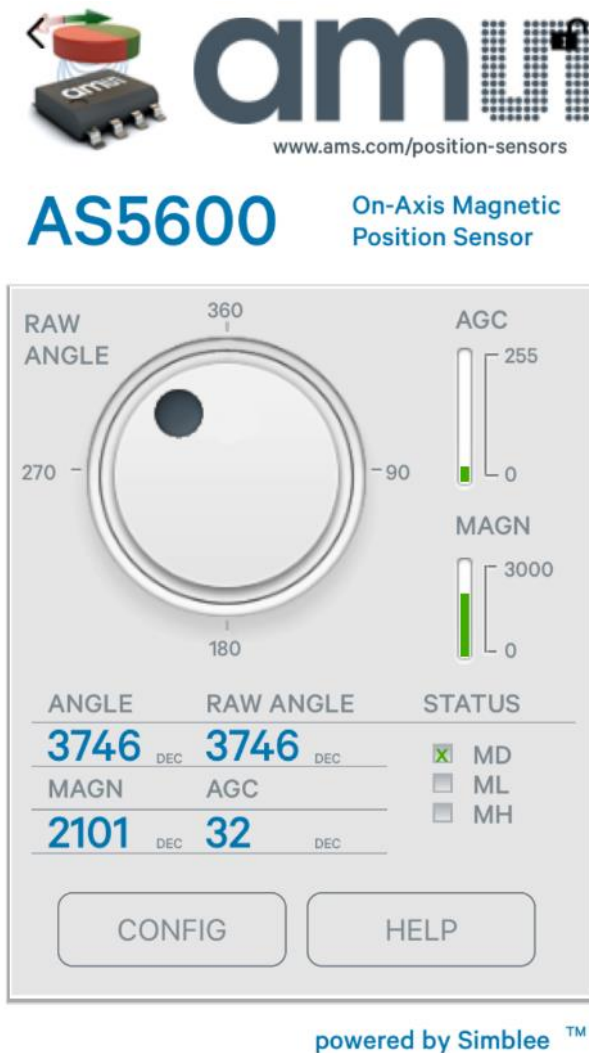 ams
am
www.ams.com/position-sensors
AS5600
On-Axis Magnetic
Position Sensor
RAW
ANGLE
360
270
90
180
AGC
255
0
MAGN
3000
0
ANGLE RAW ANGLE STATUS
3746 DEC 3746 DEC
X MD
MAGN AGC
ML
MH
2101 DEC 32 DEC
CONFIG HELP
powered by Simblee ™